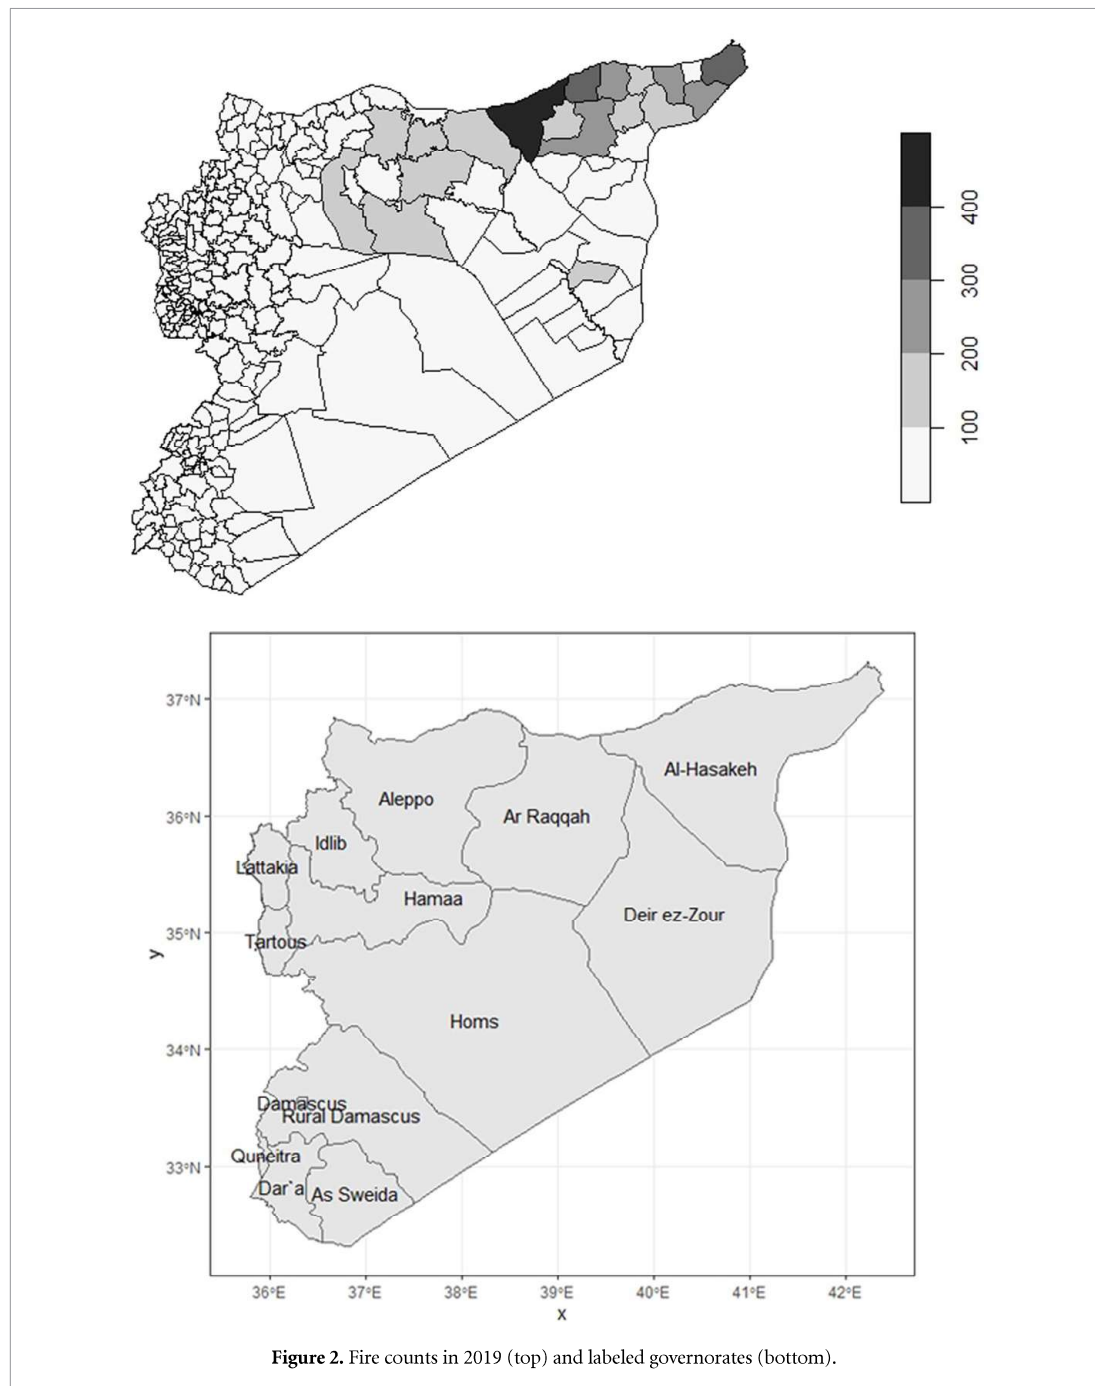 400
300
200
100
37°N
36°N
35°N
34°N
33°N
y
Al-Hasakeh
Aleppo
Ar Raqqah
Idlib
Lattakia
Hamaa
Deir ez-Zour
Tartous
Homs
Damascus
Rural Damascus
Quneitra
Dar`a
As Sweida
36°E 37°E 38°E 39°E 40°E 41°E 42°E
x
Figure 2. Fire counts in 2019 (top) and labeled governorates (bottom).